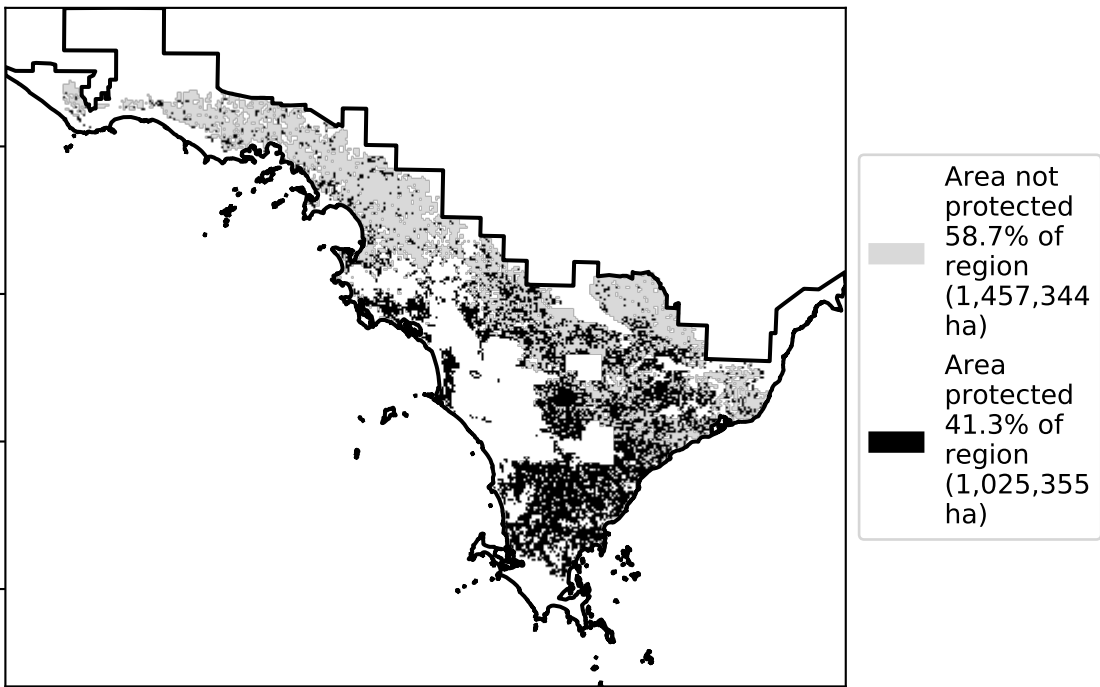 Area not
protected
58.7% of
region
(1,457,344
ha)
Area
protected
41.3% of
region
(1,025,355
ha)